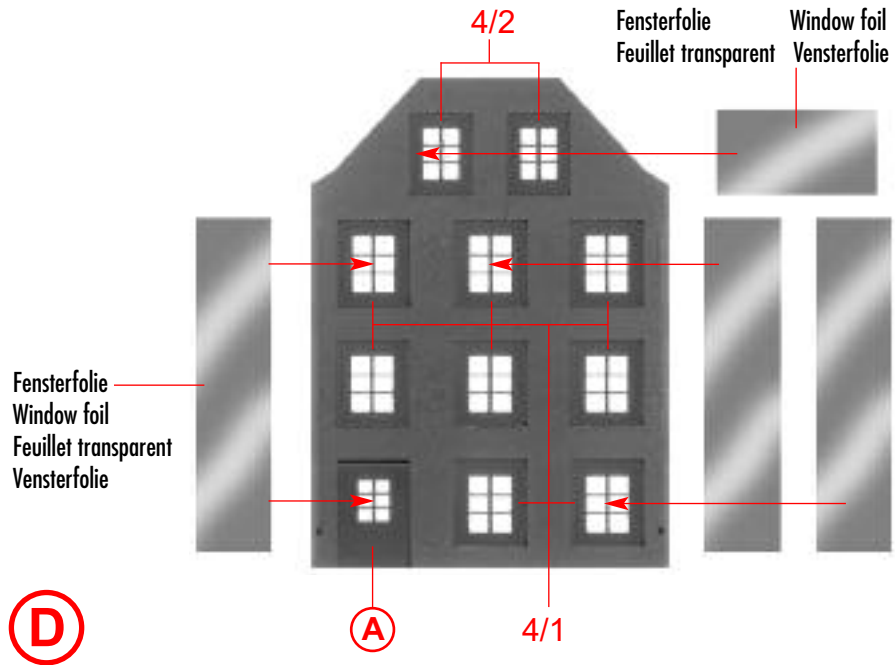 4/2
Fensterfolie Window foil
Feuillet transparent Vensterfolie
Fensterfolie
Window foil
Feuillet transparent
Vensterfolie
D
A
4/1